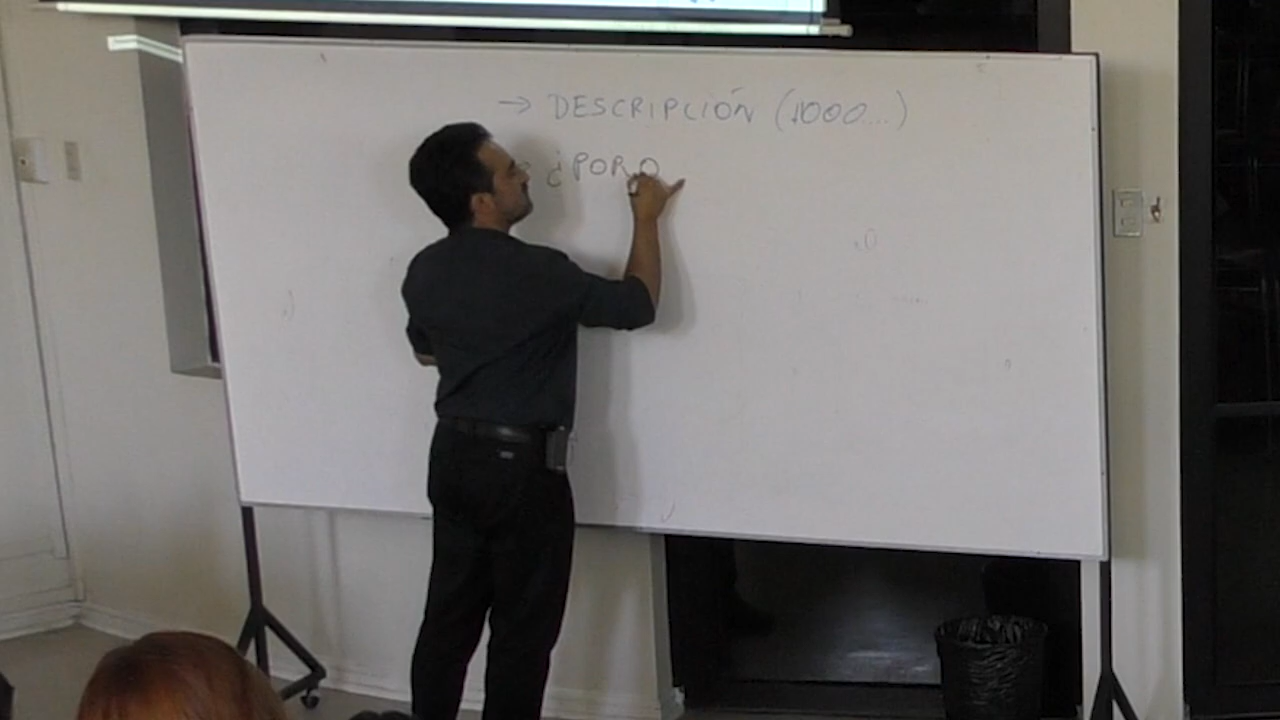 → DESCRIPCIÓN (1000...)
¿POR